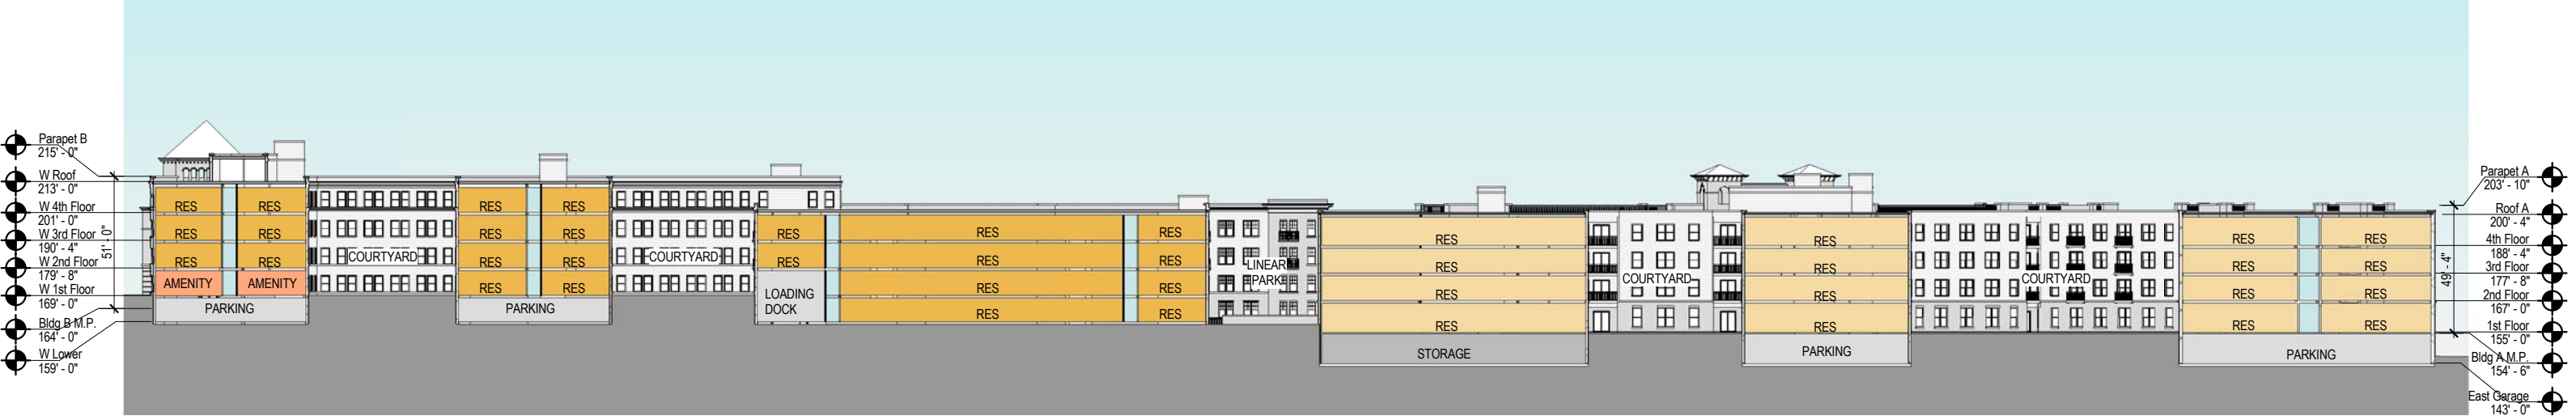 Parapet B
215' - 0"
W Roof
213' - 0"
W 4th Floor
201' - 0"
W 3rd Floor
190' - 4"
W 2nd Floor
179' - 8"
W 1st Floor
169' - 0"
Bldg B M.P.
164' - 0"
W Lower
159' - 0"
51' - 0"
RES RES
RES RES
RES RES
AMENITY AMENITY
PARKING
COURTYARD
RES RES
RES RES
RES RES
RES RES
PARKING
COURTYARD
RES RES RES
RES RES RES
LOADING
DOCK
RES RES
RES RES
LINEAR
PARK
RES
RES
RES
RES
STORAGE
COURTYARD
RES
RES
RES
RES
PARKING
COURTYARD
RES RES
RES RES
RES RES
RES RES
PARKING
49' - 4"
Parapet A
203' - 10"
Roof A
200' - 4"
4th Floor
188' - 4"
3rd Floor
177' - 8"
2nd Floor
167' - 0"
1st Floor
155' - 0"
Bldg A M.P.
154' - 6"
East Garage
143' - 0"